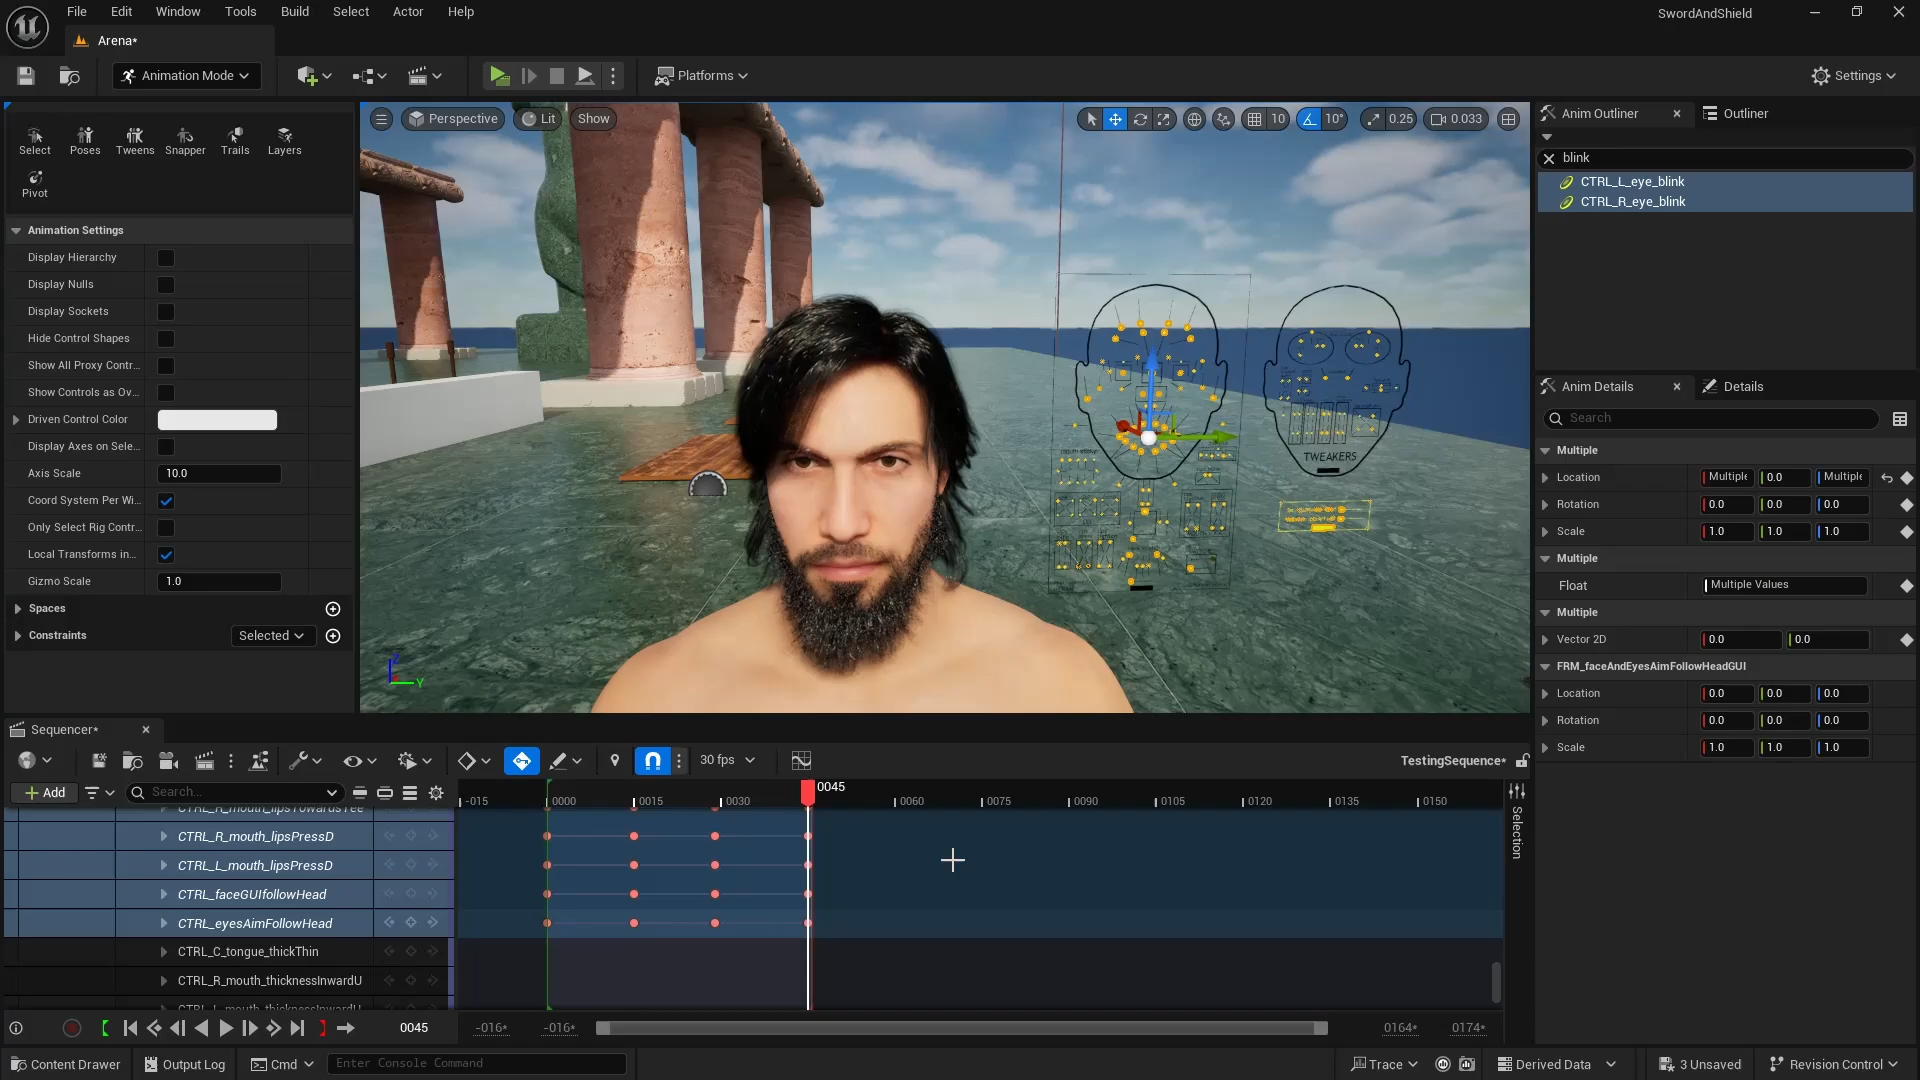 File Edit Window Tools Build Select Actor Help
SwordAndShield
Arena*
Animation Mode
Platforms
Settings
Select Poses Tweens Snapper Trails Layers
Pivot
Animation Settings
Display Hierarchy
Display Nulls
Display Sockets
Hide Control Shapes
Show All Proxy Contr...
Show Controls as Ov...
Driven Control Color
Display Axes on Sele...
Axis Scale 10.0
Coord System Per Wi...
Only Select Rig Contr...
Local Transforms in...
Gizmo Scale 1.0
Spaces
Constraints Selected
Perspective Lit Show
10 10° 0.25 0.033
TWEAKERS
Z
Y
Anim Outliner Outliner
blink
CTRL_L_eye_blink
CTRL_R_eye_blink
Anim Details Details
Search
Multiple
Location Multiple 0.0 Multiple
Rotation 0.0 0.0 0.0
Scale 1.0 1.0 1.0
Multiple
Float Multiple Values
Multiple
Vector 2D 0.0 0.0
FRM_faceAndEyesAimFollowHeadGUI
Location 0.0 0.0 0.0
Rotation 0.0 0.0 0.0
Scale 1.0 1.0 1.0
Sequencer*
30 fps
TestingSequence*
Add
Search...
0045
-015 0000 0015 0030 0060 0075 0090 0105 0120 0135 0150
Selection
CTRL_R_mouth_lipsTowardsTee
CTRL_R_mouth_lipsPressD
CTRL_L_mouth_lipsPressD
CTRL_faceGUIfollowHead
CTRL_eyesAimFollowHead
CTRL_C_tongue_thickThin
CTRL_R_mouth_thicknessInwardU
CTRL_L_mouth_thicknessInwardU
0045
-016* -016* 0164* 0174*
Content Drawer Output Log Cmd Enter Console Command
Trace Derived Data 3 Unsaved Revision Control